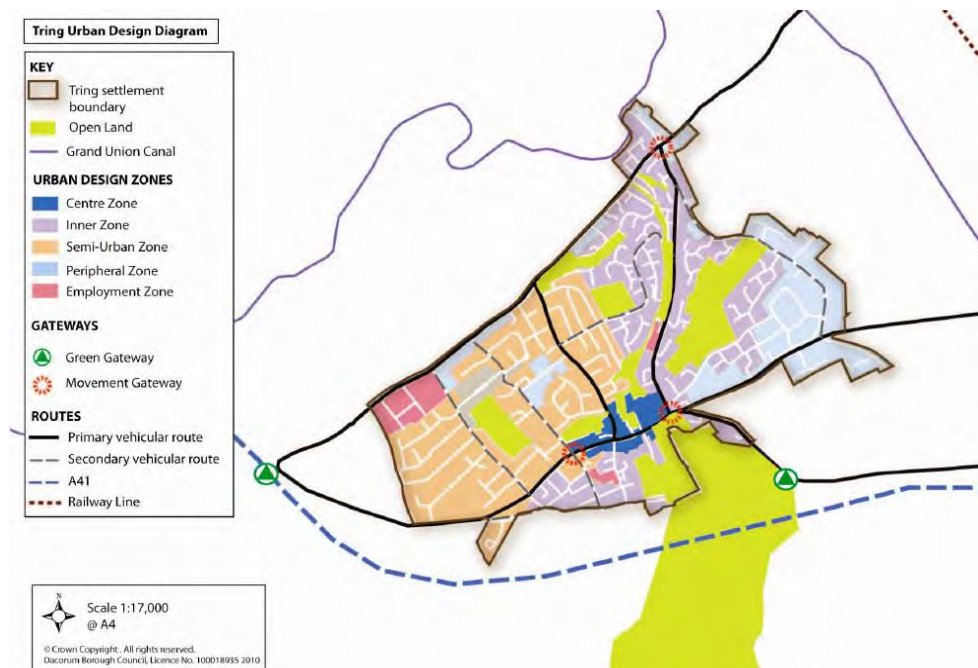 Tring Urban Design Diagram
KEY
Tring settlement
boundary
Open Land
Grand Union Canal
URBAN DESIGN ZONES
Centre Zone
Inner Zone
Semi-Urban Zone
Peripheral Zone
Employment Zone
GATEWAYS
Green Gateway
Movement Gateway
ROUTES
Primary vehicular route
Secondary vehicular route
A41
Railway Line
N
Scale 1:17,000
@ A4
© Crown Copyright . All rights reserved.
Dacorum Borough Council, Licence No. 100018935 2010